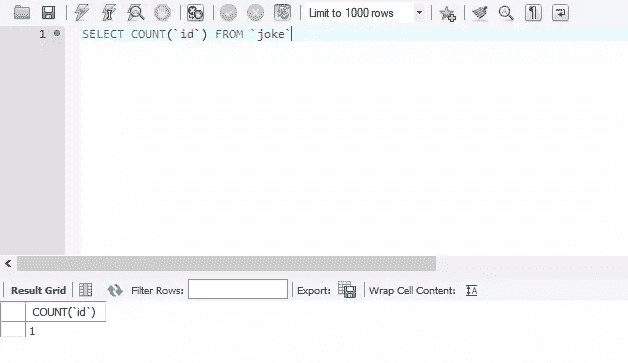 Limit to 1000 rows
1 SELECT COUNT(`id`) FROM `joke`
Result Grid Filter Rows: Export: Wrap Cell Content:
COUNT(`id`)
1